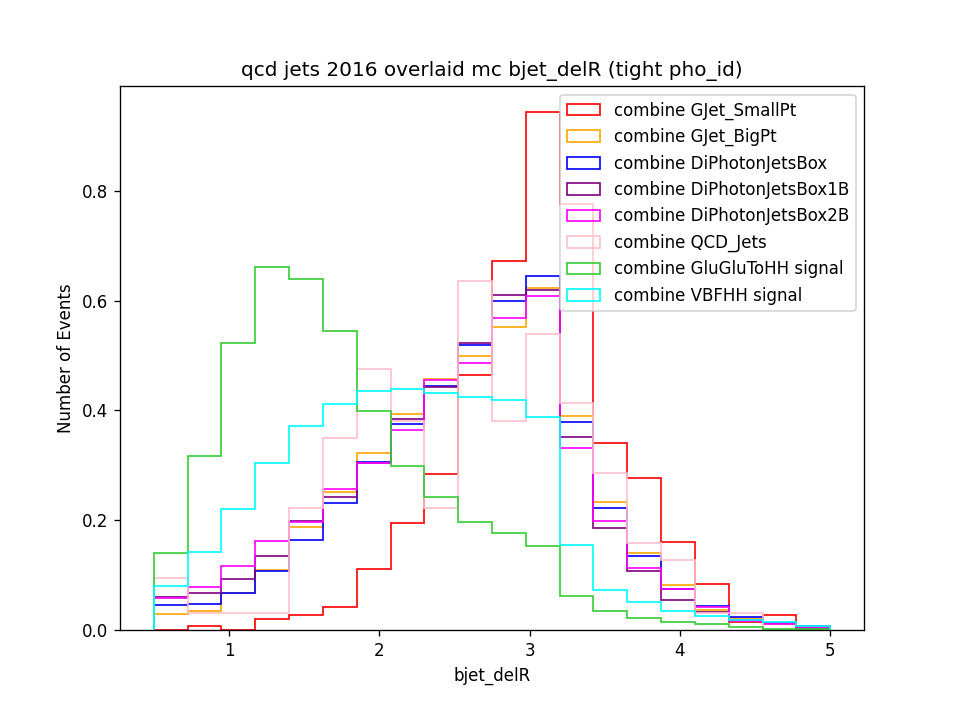 qcd jets 2016 overlaid mc bjet_delR (tight pho_id)
combine GJet_SmallPt
combine GJet_BigPt
combine DiPhotonJetsBox
combine DiPhotonJetsBox1B
combine DiPhotonJetsBox2B
combine QCD_Jets
combine GluGluToHH signal
combine VBFHH signal
Number of Events
0.8
0.6
0.4
0.2
0.0
1 2 3 4 5
bjet_delR